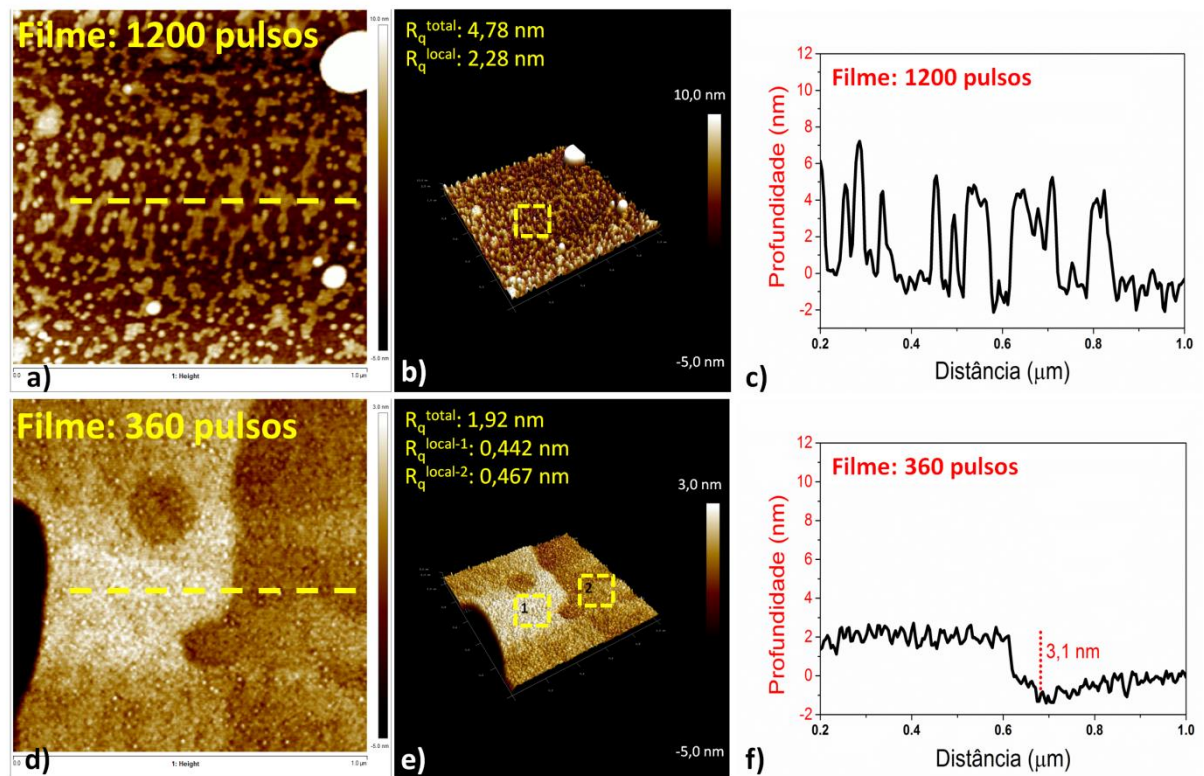 Filme: 1200 pulsos
10.0 nm
-5.0 nm
0.0
1: Height
1.0 µm
a)
R_q^total: 4,78 nm
R_q^local: 2,28 nm
10,0 nm
-5,0 nm
b)
Filme: 1200 pulsos
Profundidade (nm)
12
10
8
6
4
2
0
-2
0.2
0.4
0.6
0.8
1.0
Distância (µm)
c)
Filme: 360 pulsos
3.0 nm
-5.0 nm
0.0
1: Height
1.0 µm
d)
R_q^total: 1,92 nm
R_q^local-1: 0,442 nm
R_q^local-2: 0,467 nm
3,0 nm
1
2
-5,0 nm
e)
Filme: 360 pulsos
Profundidade (nm)
12
10
8
6
4
2
0
-2
3,1 nm
0.2
0.4
0.6
0.8
1.0
Distância (µm)
f)